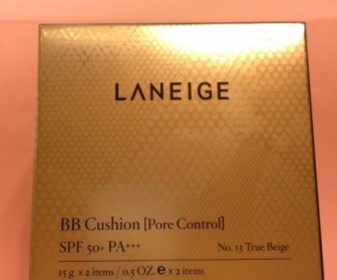 LANEIGE
BB Cushion [Pore Control]
SPF 50+ PA+++ No. 13 True Beige
15 g x 2 items / 0.5 OZ. e x 2 items